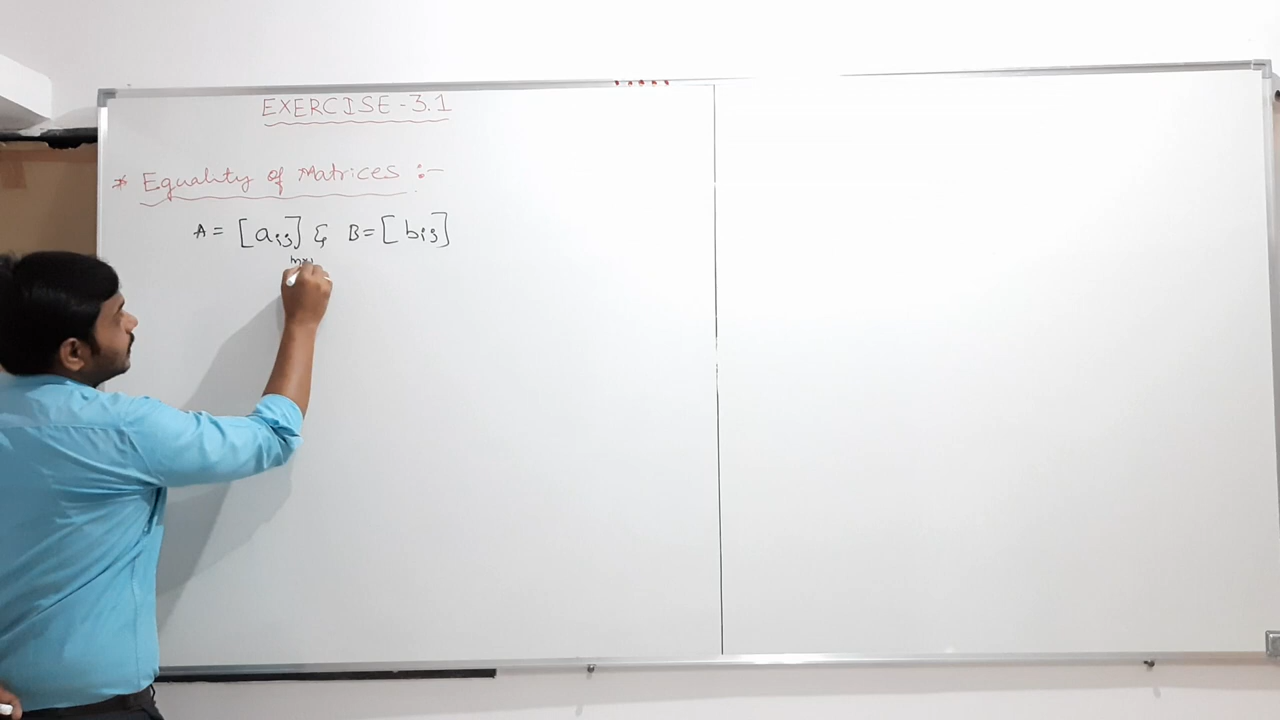 EXERCISE-3.1
* Equality of Matrices :-
A = [aij] & B = [bij]